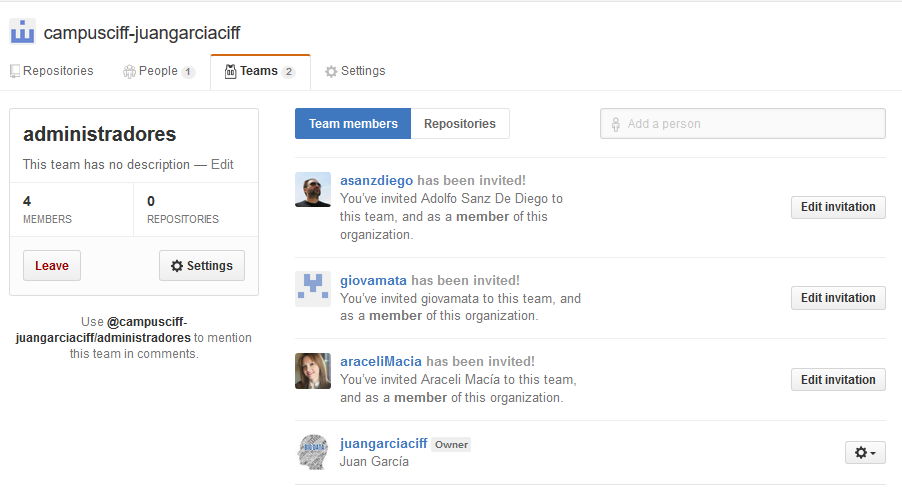 campusciff-juangarciaciff
Repositories People 1 Teams 2 Settings
administradores
This team has no description — Edit
4 0
MEMBERS REPOSITORIES
Leave Settings
Use @campusciff-
juangarciaciff/administradores to mention
this team in comments.
Team members Repositories Add a person
asanzdiego has been invited!
You've invited Adolfo Sanz De Diego to
this team, and as a member of this
organization.
Edit invitation
giovamata has been invited!
You've invited giovamata to this team, and
as a member of this organization.
Edit invitation
araceliMacia has been invited!
You've invited Araceli Macía to this team,
and as a member of this organization.
Edit invitation
BIG DATA
juangarciaciff Owner
Juan García